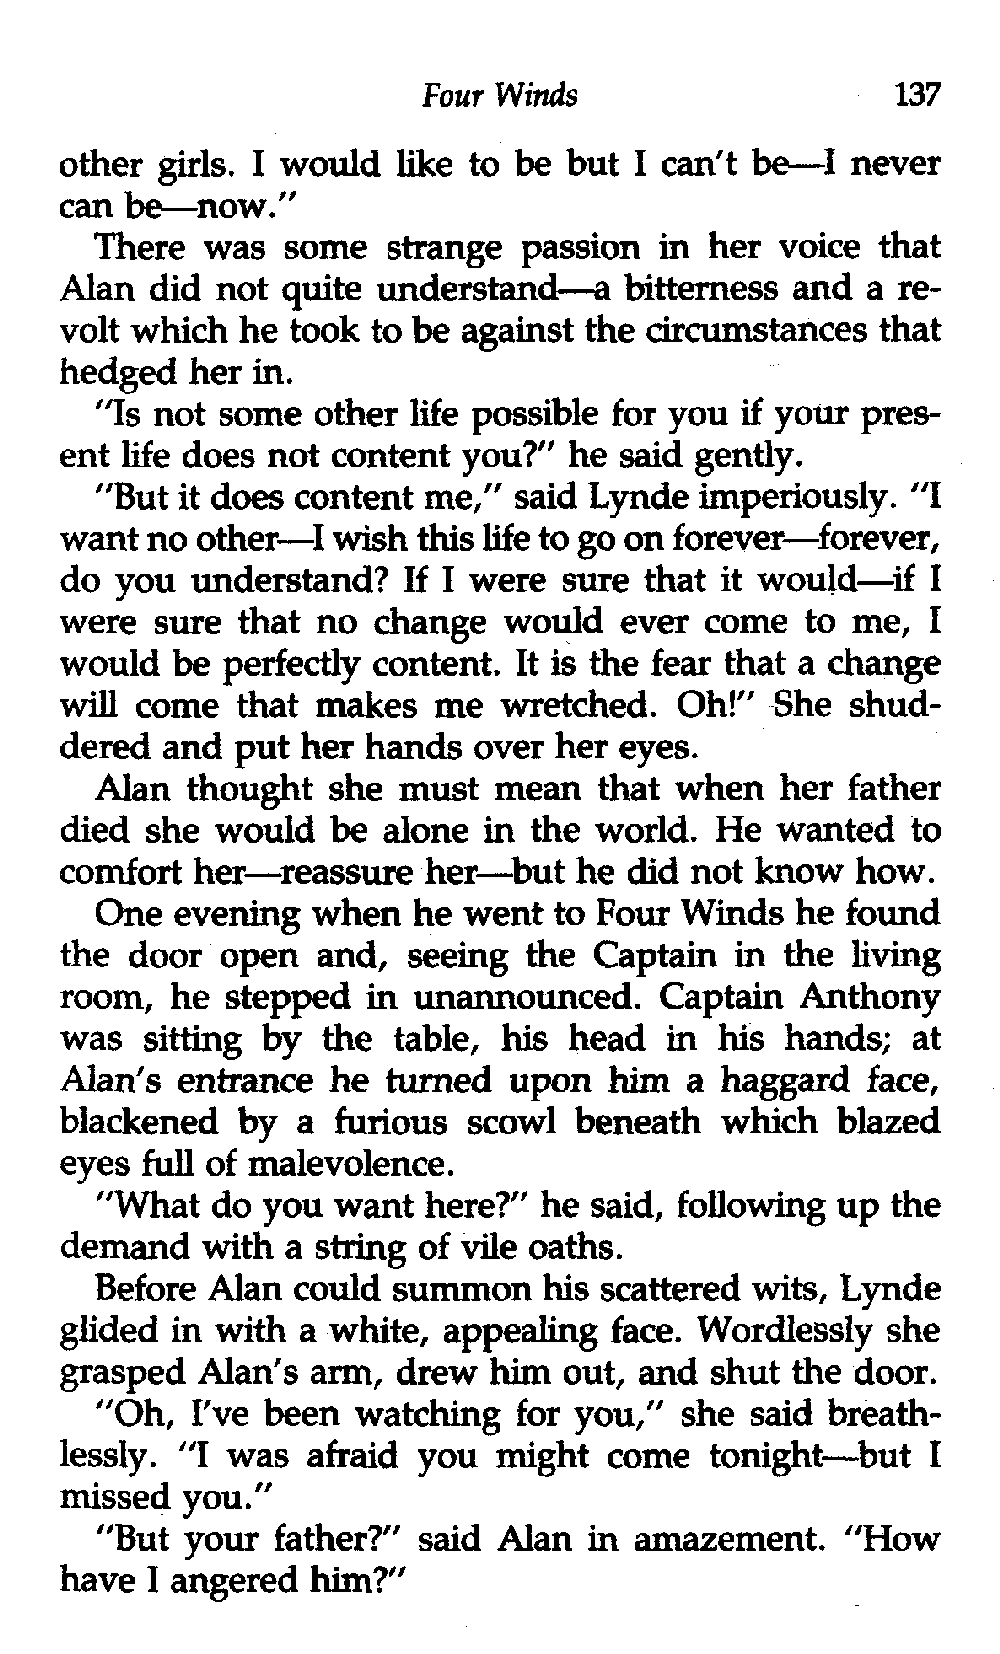 Four Winds 137
other girls. I would like to be but I can't be—I never
can be—now."
There was some strange passion in her voice that
Alan did not quite understand—a bitterness and a re-
volt which he took to be against the circumstances that
hedged her in.
"Is not some other life possible for you if your pres-
ent life does not content you?" he said gently.
"But it does content me," said Lynde imperiously. "I
want no other—I wish this life to go on forever—forever,
do you understand? If I were sure that it would—if I
were sure that no change would ever come to me, I
would be perfectly content. It is the fear that a change
will come that makes me wretched. Oh!" She shud-
dered and put her hands over her eyes.
Alan thought she must mean that when her father
died she would be alone in the world. He wanted to
comfort her—reassure her—but he did not know how.
One evening when he went to Four Winds he found
the door open and, seeing the Captain in the living
room, he stepped in unannounced. Captain Anthony
was sitting by the table, his head in his hands; at
Alan's entrance he turned upon him a haggard face,
blackened by a furious scowl beneath which blazed
eyes full of malevolence.
"What do you want here?" he said, following up the
demand with a string of vile oaths.
Before Alan could summon his scattered wits, Lynde
glided in with a white, appealing face. Wordlessly she
grasped Alan's arm, drew him out, and shut the door.
"Oh, I've been watching for you," she said breath-
lessly. "I was afraid you might come tonight—but I
missed you."
"But your father?" said Alan in amazement. "How
have I angered him?"